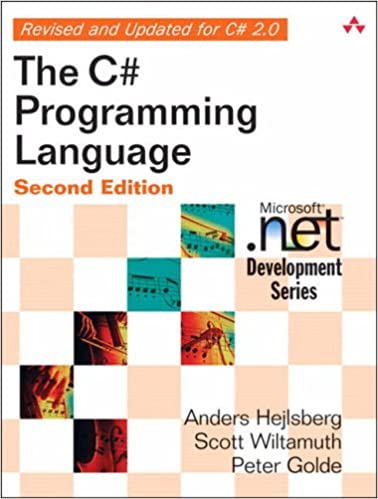 Revised and Updated for C# 2.0
The C#
Programming
Language
Second Edition
Microsoft®
.net™
Development
Series
Anders Hejlsberg
Scott Wiltamuth
Peter Golde